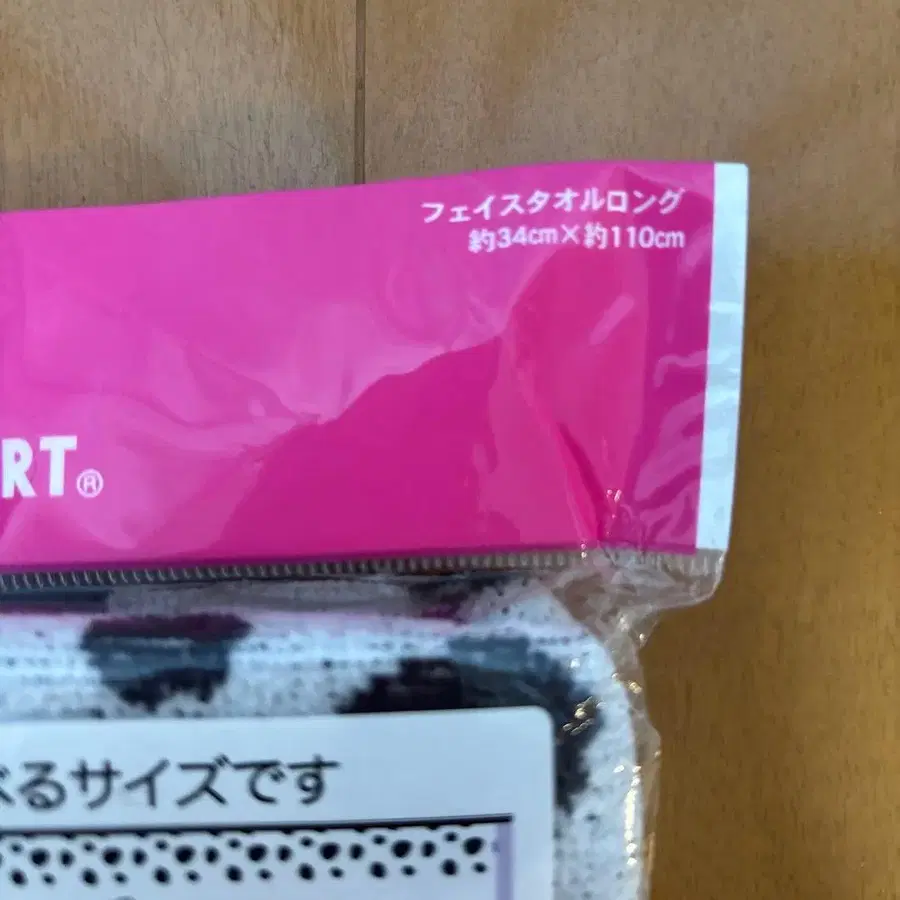 フェイスタオルロング
約34cm×約110cm
RT®
べるサイズです